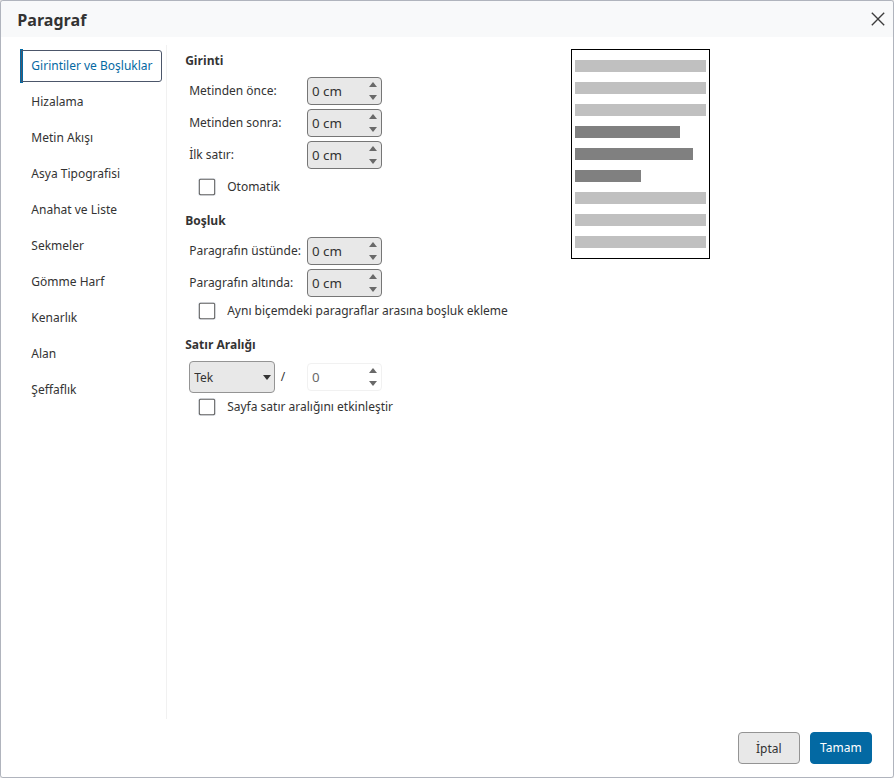 Paragraf
Girintiler ve Boşluklar
Hizalama
Metin Akışı
Asya Tipografisi
Anahat ve Liste
Sekmeler
Gömme Harf
Kenarlık
Alan
Şeffaflık
Girinti
Metinden önce: 0 cm
Metinden sonra: 0 cm
İlk satır: 0 cm
Otomatik
Boşluk
Paragrafın üstünde: 0 cm
Paragrafın altında: 0 cm
Aynı biçemdeki paragraflar arasına boşluk ekleme
Satır Aralığı
Tek / 0
Sayfa satır aralığını etkinleştir
İptal Tamam